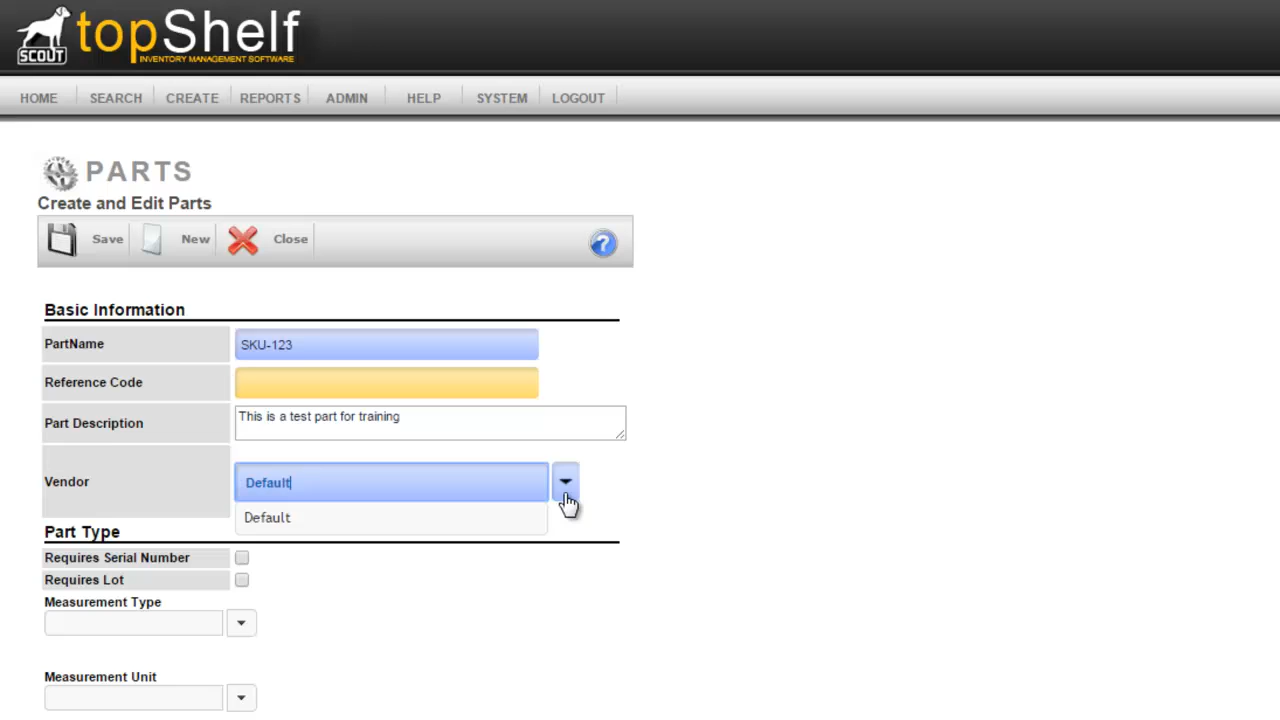 SCOUT topShelf
INVENTORY MANAGEMENT SOFTWARE
HOME SEARCH CREATE REPORTS ADMIN HELP SYSTEM LOGOUT
PARTS
Create and Edit Parts
Save New Close ?
Basic Information
PartName SKU-123
Reference Code
Part Description This is a test part for training
Vendor Default
Default
Part Type
Requires Serial Number
Requires Lot
Measurement Type
Measurement Unit